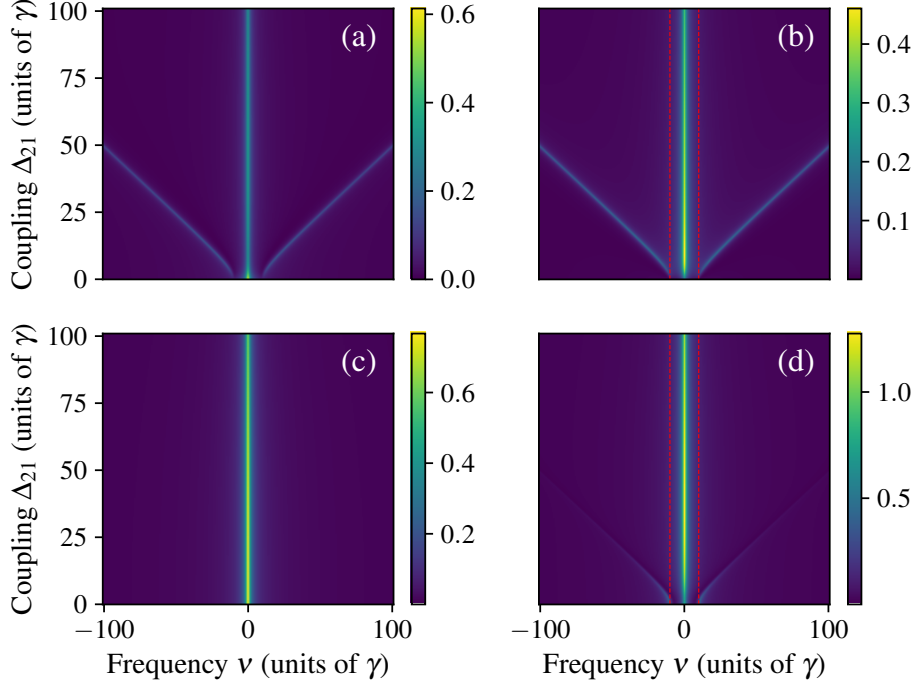 (a)
Coupling Δ₂₁ (units of γ)
100
75
50
25
0
0.6
0.4
0.2
0.0
(b)
0.4
0.3
0.2
0.1
(c)
Coupling Δ₂₁ (units of γ)
100
75
50
25
0
−100 0 100
Frequency ν (units of γ)
0.6
0.4
0.2
(d)
1.0
0.5
−100 0 100
Frequency ν (units of γ)